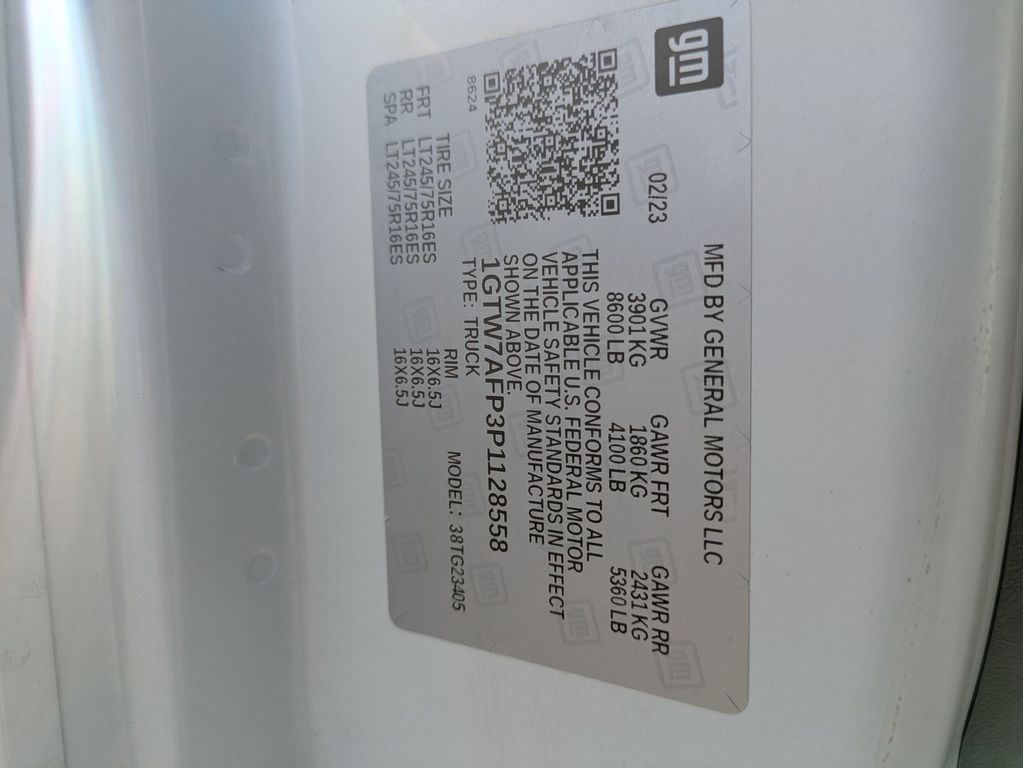 gm
MFD BY GENERAL MOTORS LLC
02/23
GVWR GAWR FRT GAWR RR
3901 KG 1860 KG 2431 KG
8600 LB 4100 LB 5360 LB
THIS VEHICLE CONFORMS TO ALL
APPLICABLE U.S. FEDERAL MOTOR
VEHICLE SAFETY STANDARDS IN EFFECT
ON THE DATE OF MANUFACTURE
SHOWN ABOVE.
1GTW7AFP3P1128558
8624 TYPE: TRUCK MODEL: 38TG23405
TIRE SIZE RIM
FRT LT245/75R16ES 16X6.5J
RR LT245/75R16ES 16X6.5J
SPA LT245/75R16ES 16X6.5J